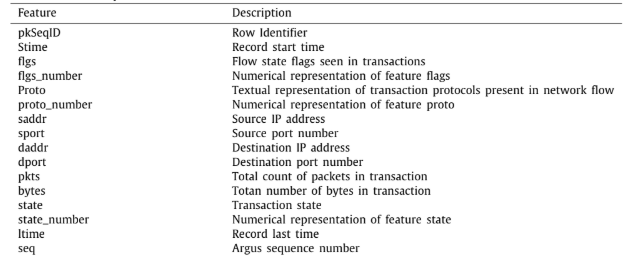 Feature Description
pkSeqID Row Identifier
Stime Record start time
flgs Flow state flags seen in transactions
flgs_number Numerical representation of feature flags
Proto Textual representation of transaction protocols present in network flow
proto_number Numerical representation of feature proto
saddr Source IP address
sport Source port number
daddr Destination IP address
dport Destination port number
pkts Total count of packets in transaction
bytes Totan number of bytes in transaction
state Transaction state
state_number Numerical representation of feature state
ltime Record last time
seq Argus sequence number